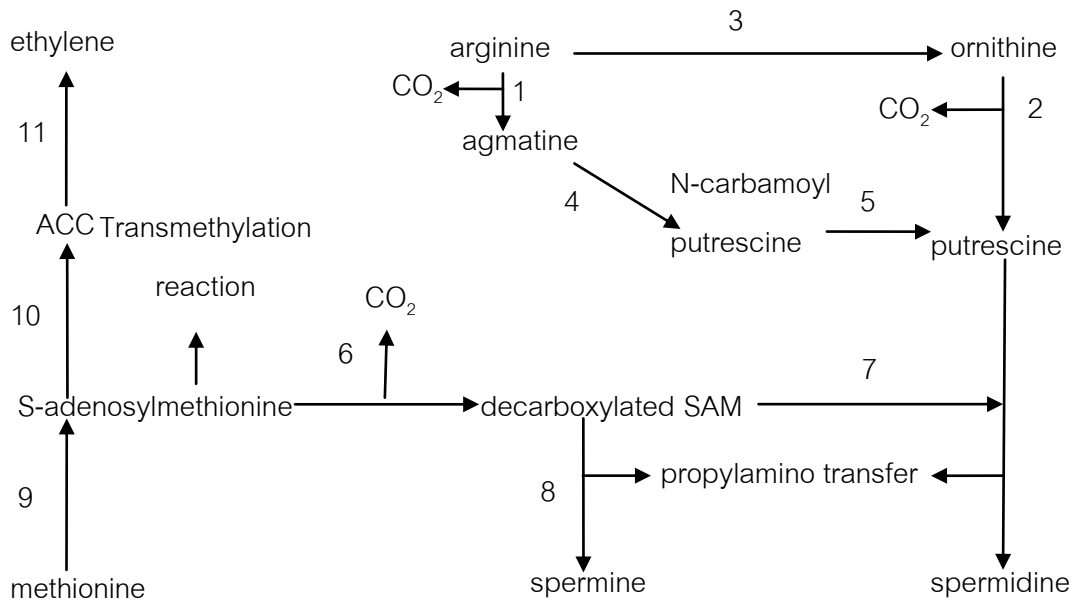 3
ethylene
arginine
ornithine
CO₂
1
CO₂
2
11
agmatine
N-carbamoyl
4
5
ACC Transmethylation
putrescine
putrescine
reaction
CO₂
10
6
7
S-adenosylmethionine
decarboxylated SAM
propylamino transfer
9
8
methionine
spermine
spermidine